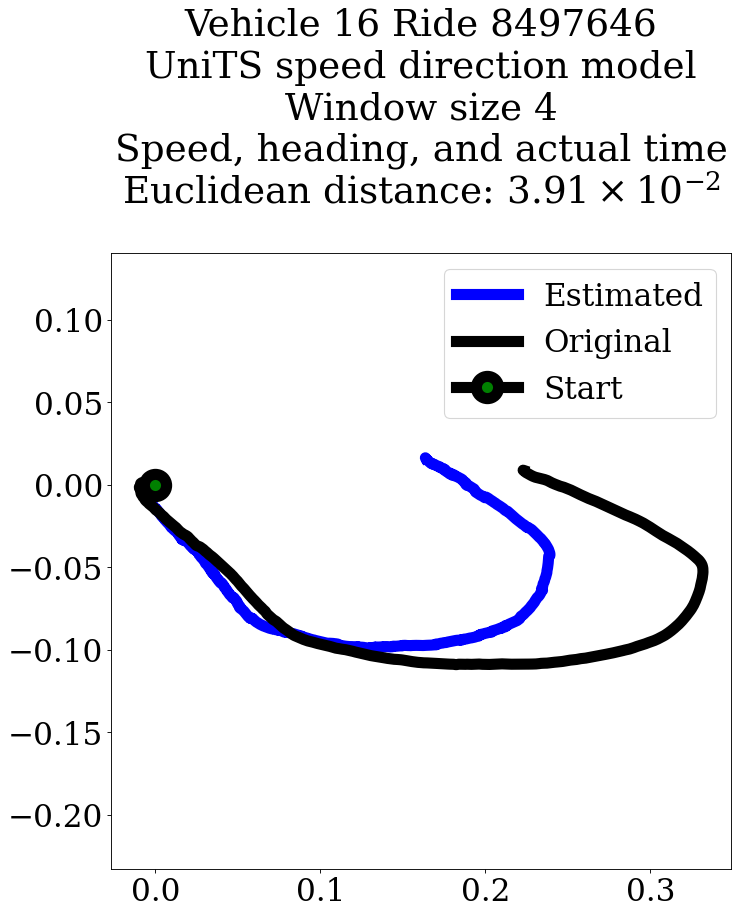 Vehicle 16 Ride 8497646
UniTS speed direction model
Window size 4
Speed, heading, and actual time
Euclidean distance: 3.91 × 10⁻²
Estimated
Original
Start
0.10
0.05
0.00
−0.05
−0.10
−0.15
−0.20
0.0 0.1 0.2 0.3